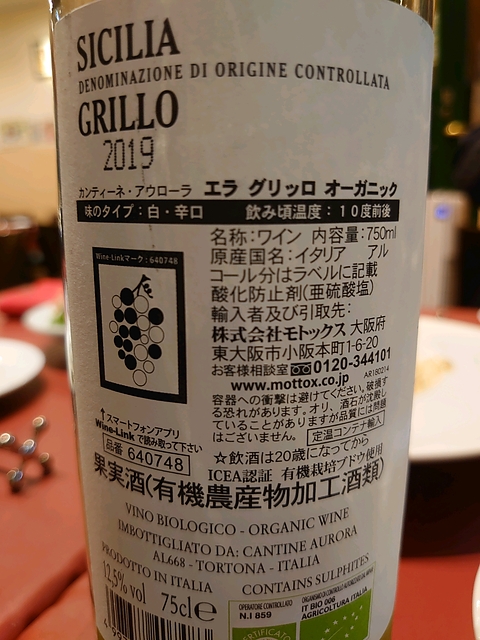 SICILIA
DENOMINAZIONE DI ORIGINE CONTROLLATA
GRILLO
2019
カンティーネ・アウローラ エラ グリッロ オーガニック
味のタイプ：白・辛口 飲み頃温度：10度前後
Wine-Linkマーク：640748
名称：ワイン 内容量：750ml
原産国名：イタリア アル
コール分はラベルに記載
酸化防止剤(亜硫酸塩)
輸入者及び引取先：
株式会社モトックス 大阪府
東大阪市小阪本町1-6-20
お客様相談室 0120-344101
www.mottox.co.jp AR180214
容器への衝撃は避けてください。破損す
る恐れがあります。オリ、酒石が沈殿し
ていることがありますが品質には問題
はございません。 定温コンテナ輸入
↑スマートフォンアプリ
Wine-Link で読み取って下さい
品番 640748
☆飲酒は20歳になってから
ICEA認証 有機栽培ブドウ使用
果実酒(有機農産物加工酒類)
VINO BIOLOGICO - ORGANIC WINE
IMBOTTIGLIATO DA: CANTINE AURORA
AL668 - TORTONA - ITALIA
PRODOTTO IN ITALIA CONTAINS SULPHITES
12,5% vol 75cl e
OPERATORE CONTROLLATO
N.I 859
IT BIO 006
AGRICOLTURA ITALIA